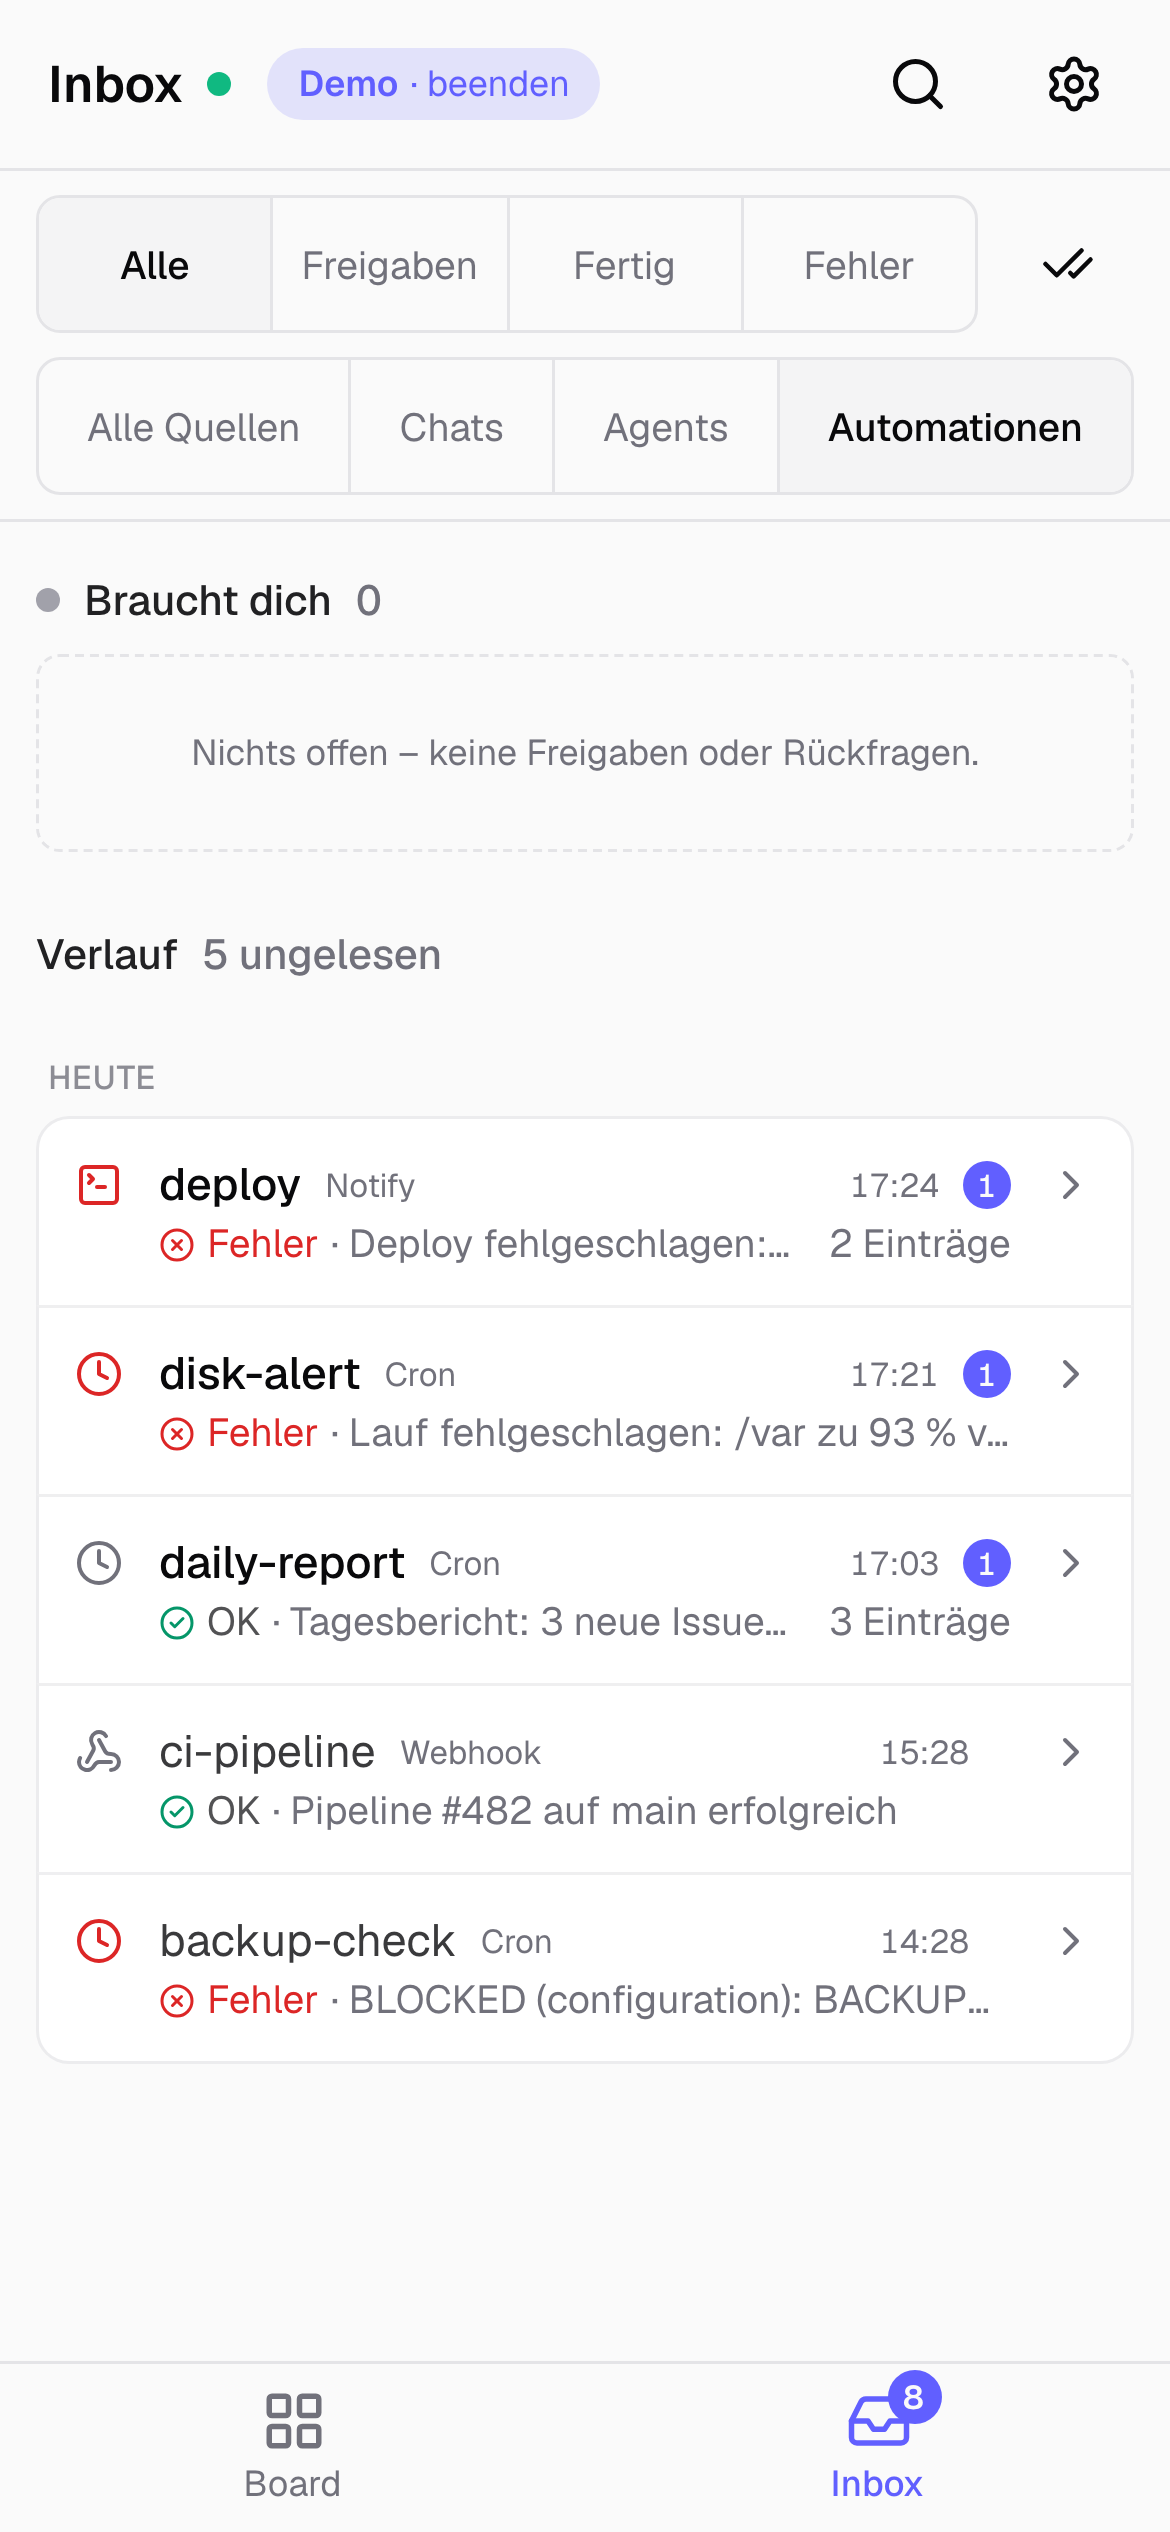 Inbox Demo · beenden
Alle Freigaben Fertig Fehler
Alle Quellen Chats Agents Automationen
Braucht dich 0
Nichts offen – keine Freigaben oder Rückfragen.
Verlauf 5 ungelesen
HEUTE
deploy Notify 17:24 1
Fehler · Deploy fehlgeschlagen:... 2 Einträge
disk-alert Cron 17:21 1
Fehler · Lauf fehlgeschlagen: /var zu 93 % v...
daily-report Cron 17:03 1
OK · Tagesbericht: 3 neue Issue... 3 Einträge
ci-pipeline Webhook 15:28
OK · Pipeline #482 auf main erfolgreich
backup-check Cron 14:28
Fehler · BLOCKED (configuration): BACKUP...
8
Board Inbox